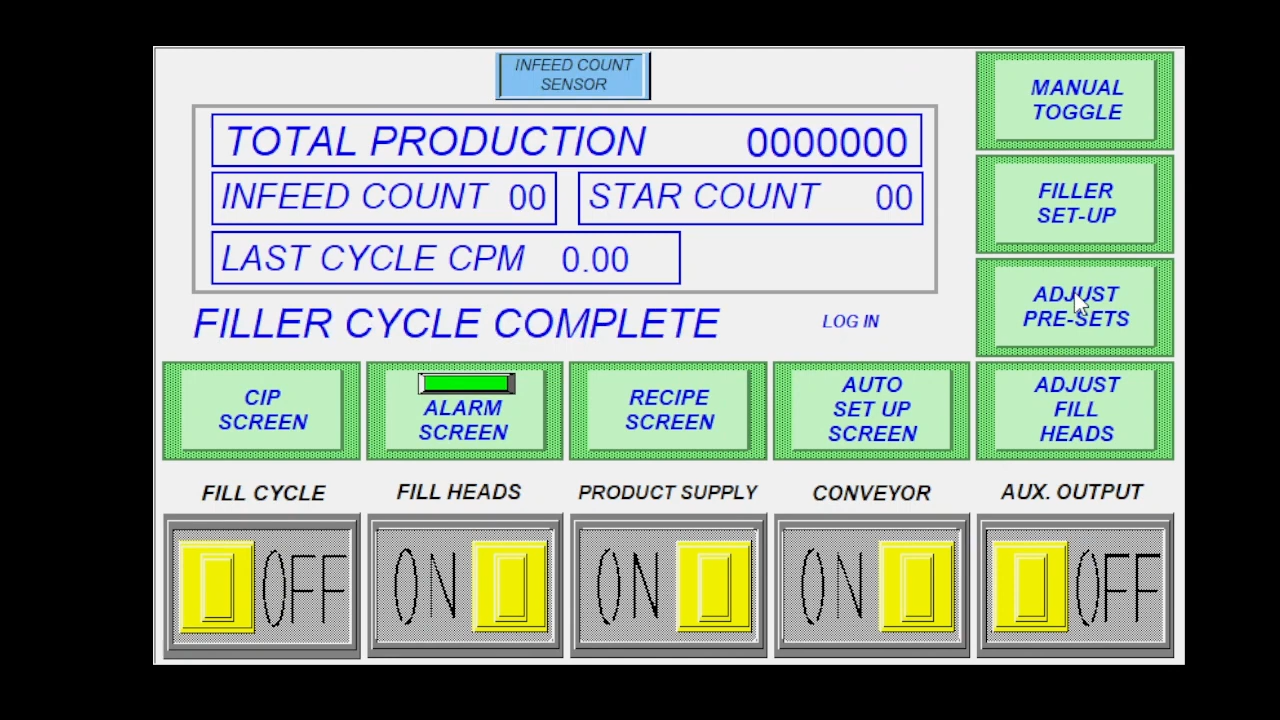 INFEED COUNT
SENSOR
TOTAL PRODUCTION 0000000
INFEED COUNT 00
STAR COUNT 00
LAST CYCLE CPM 0.00
FILLER CYCLE COMPLETE
LOG IN
MANUAL
TOGGLE
FILLER
SET-UP
ADJUST
PRE-SETS
CIP
SCREEN
ALARM
SCREEN
RECIPE
SCREEN
AUTO
SET UP
SCREEN
ADJUST
FILL
HEADS
FILL CYCLE
FILL HEADS
PRODUCT SUPPLY
CONVEYOR
AUX. OUTPUT
OFF
ON
ON
ON
OFF